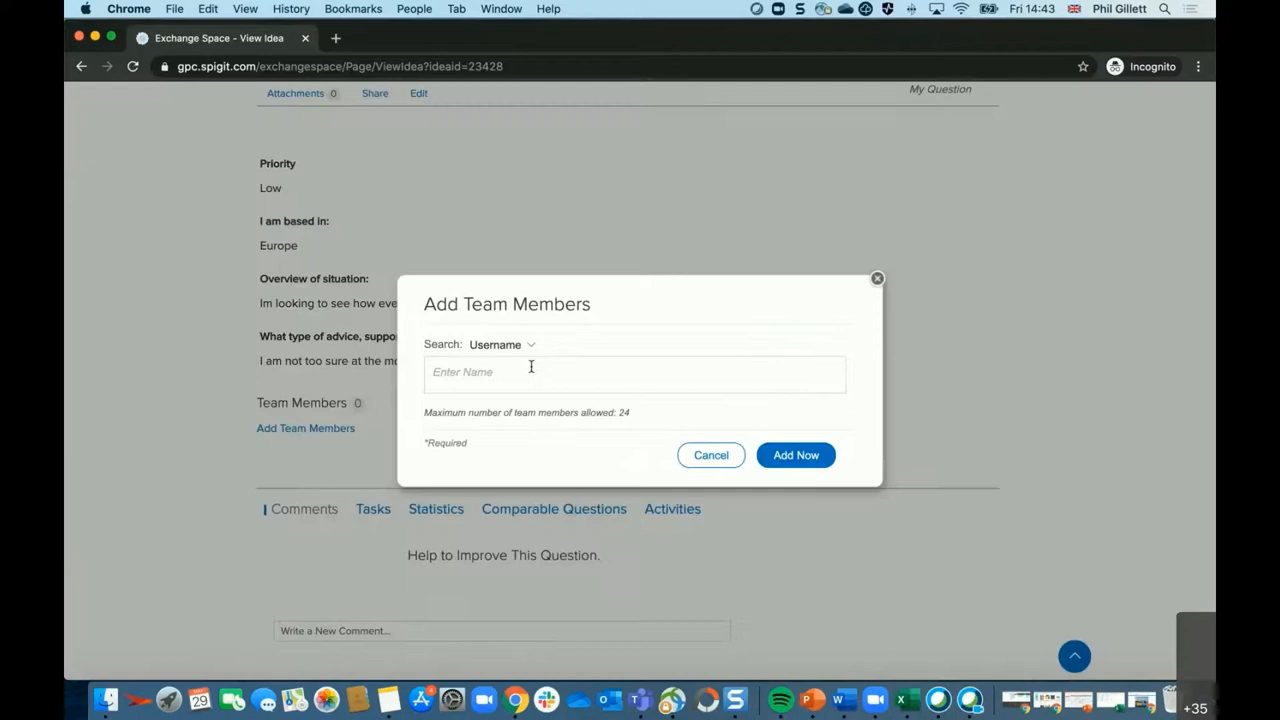 Chrome File Edit View History Bookmarks People Tab Window Help Fri 14:43 Phil Gillett
Exchange Space - View Idea
gpc.spigit.com/exchangespace/Page/ViewIdea?ideaid=23428 Incognito
Attachments 0 Share Edit My Question
Priority
Low
I am based in:
Europe
Overview of situation:
Im looking to see how eve
What type of advice, suppo
I am not too sure at the mo
Team Members 0
Add Team Members
Add Team Members
Search: Username
Enter Name
Maximum number of team members allowed: 24
*Required
Cancel Add Now
Comments Tasks Statistics Comparable Questions Activities
Help to Improve This Question.
Write a New Comment...
29
+35